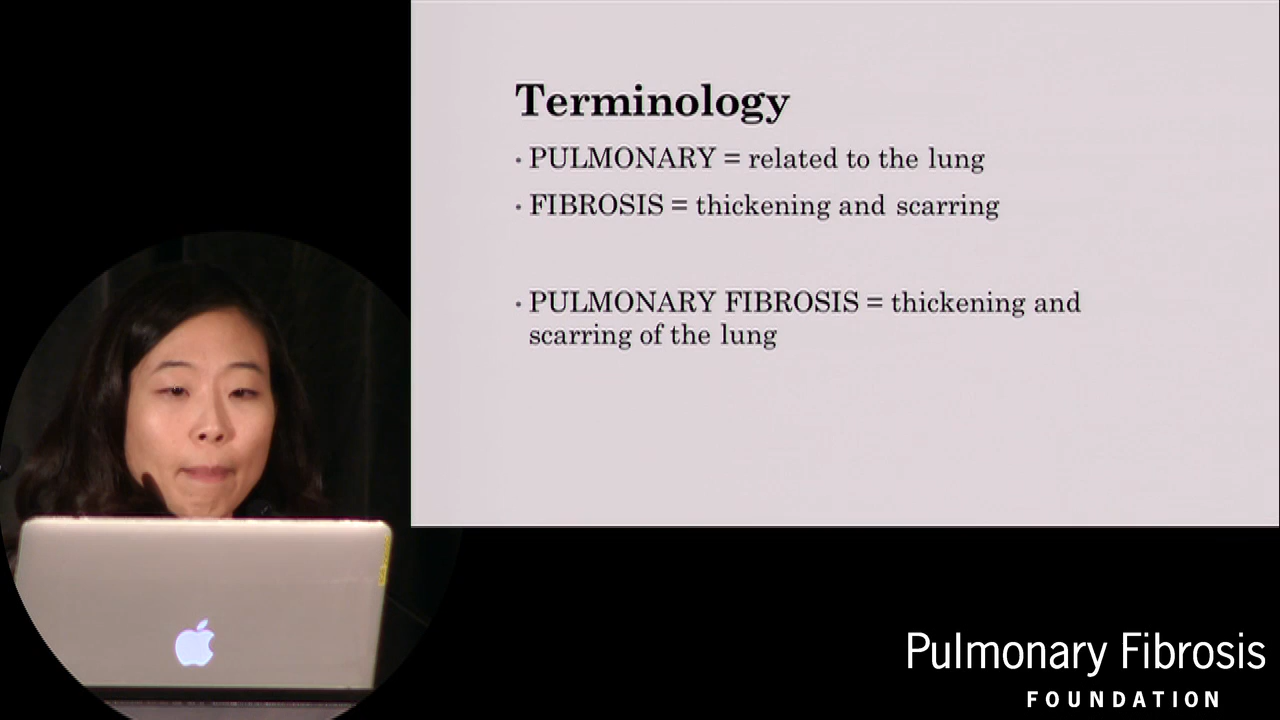 Terminology
• PULMONARY = related to the lung
• FIBROSIS = thickening and scarring
• PULMONARY FIBROSIS = thickening and
scarring of the lung
Pulmonary Fibrosis
FOUNDATION